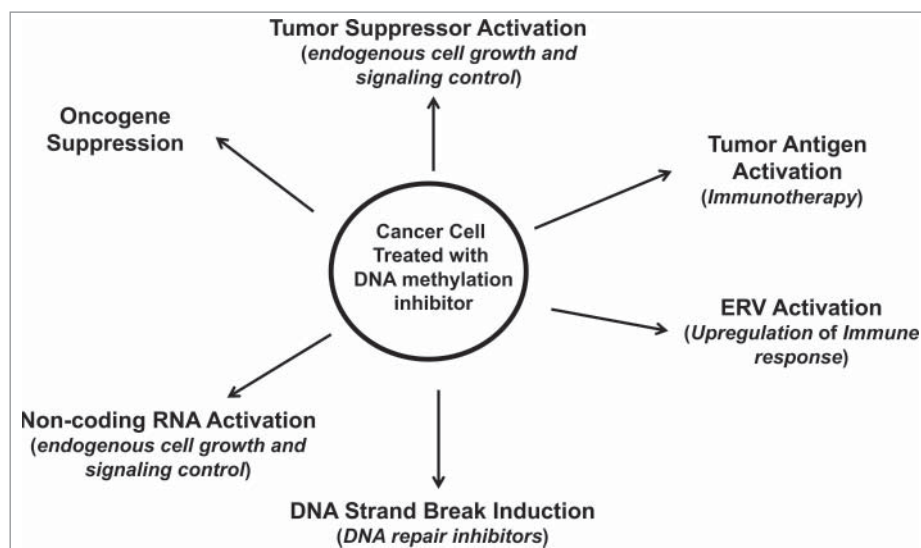 Tumor Suppressor Activation
(endogenous cell growth and
signaling control)
Oncogene
Suppression
Tumor Antigen
Activation
(Immunotherapy)
Cancer Cell
Treated with
DNA methylation
inhibitor
ERV Activation
(Upregulation of Immune
response)
Non-coding RNA Activation
(endogenous cell growth and
signaling control)
DNA Strand Break Induction
(DNA repair inhibitors)